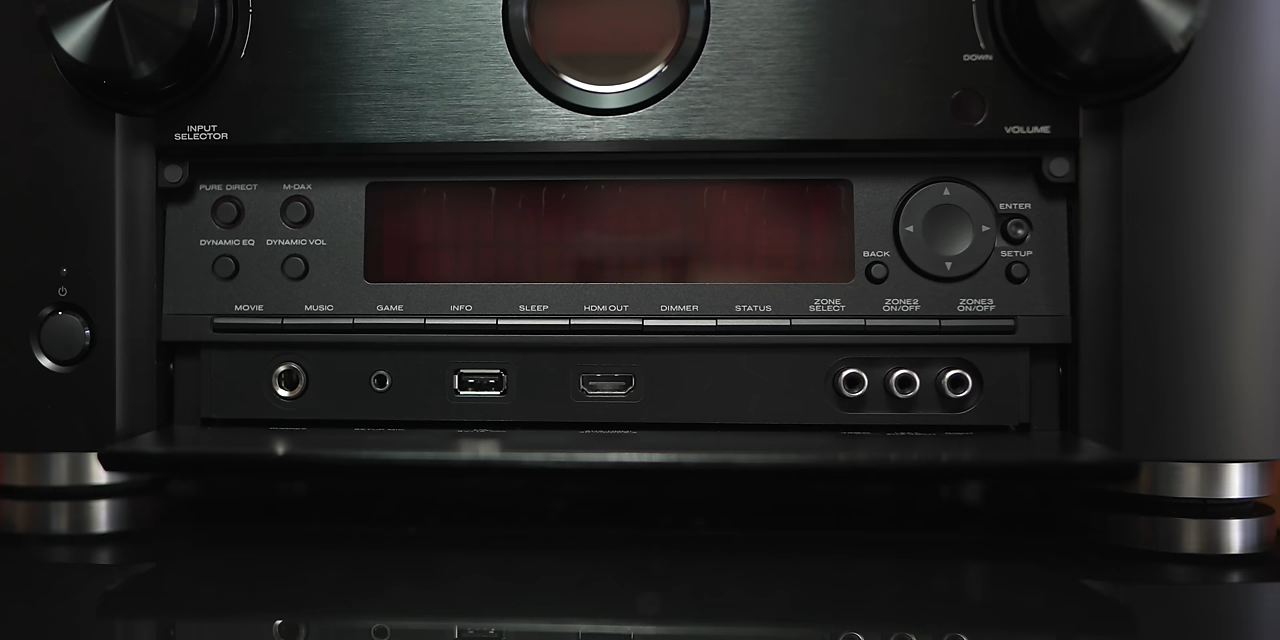 DOWN
INPUT
SELECTOR
VOLUME
PURE DIRECT
M-DAX
DYNAMIC EQ
DYNAMIC VOL
ENTER
BACK
SETUP
MOVIE
MUSIC
GAME
INFO
SLEEP
HDMI OUT
DIMMER
STATUS
ZONE
SELECT
ZONE2
ON/OFF
ZONE3
ON/OFF